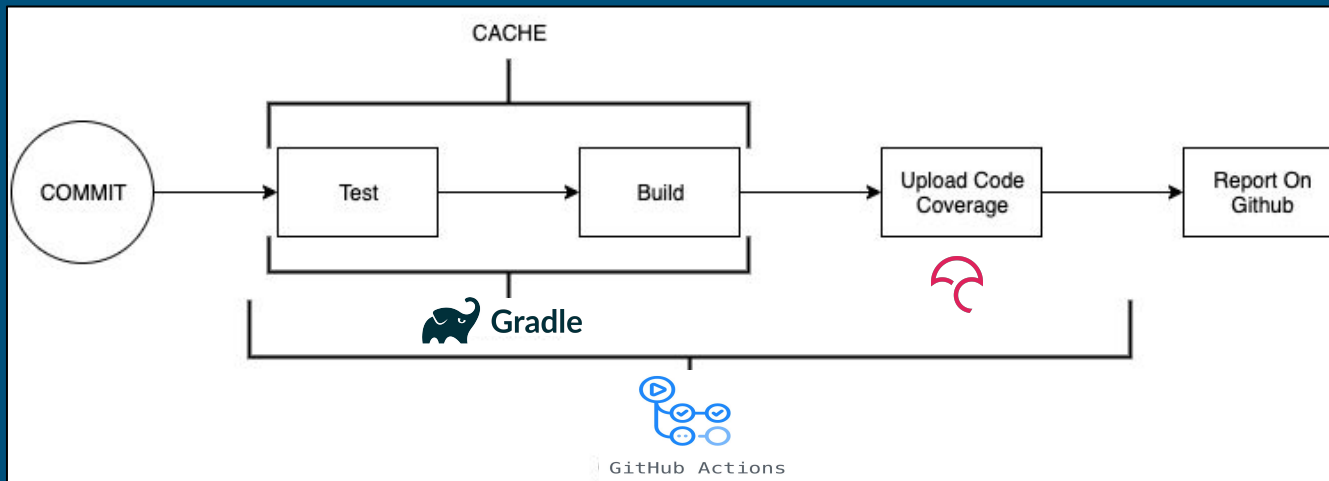 CACHE
COMMIT
Test
Build
Upload Code
Coverage
Report On
Github
Gradle
GitHub Actions